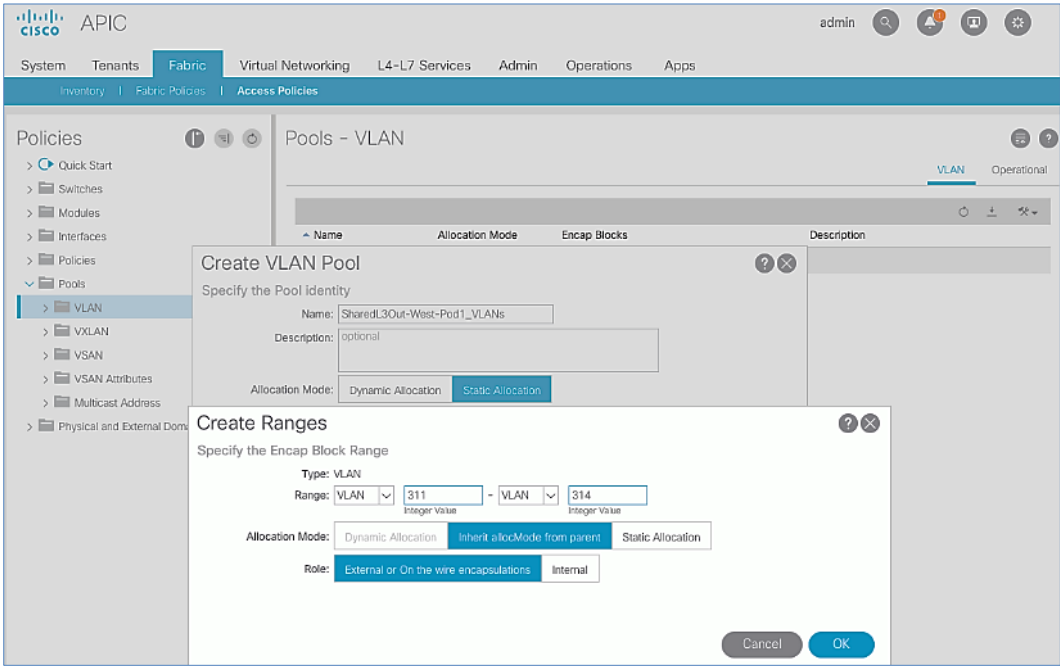 CISCO APIC admin 1
System Tenants Fabric Virtual Networking L4-L7 Services Admin Operations Apps
Inventory | Fabric Policies | Access Policies
Policies
Quick Start
Switches
Modules
Interfaces
Policies
Pools
VLAN
VXLAN
VSAN
VSAN Attributes
Multicast Address
Physical and External Doma
Pools - VLAN
VLAN Operational
Name Allocation Mode Encap Blocks Description
Create VLAN Pool
Specify the Pool identity
Name: SharedL3Out-West-Pod1_VLANs
Description: optional
Allocation Mode: Dynamic Allocation Static Allocation
Create Ranges
Specify the Encap Block Range
Type: VLAN
Range: VLAN 311 - VLAN 314
Integer Value Integer Value
Allocation Mode: Dynamic Allocation Inherit allocMode from parent Static Allocation
Role: External or On the wire encapsulations Internal
Cancel OK